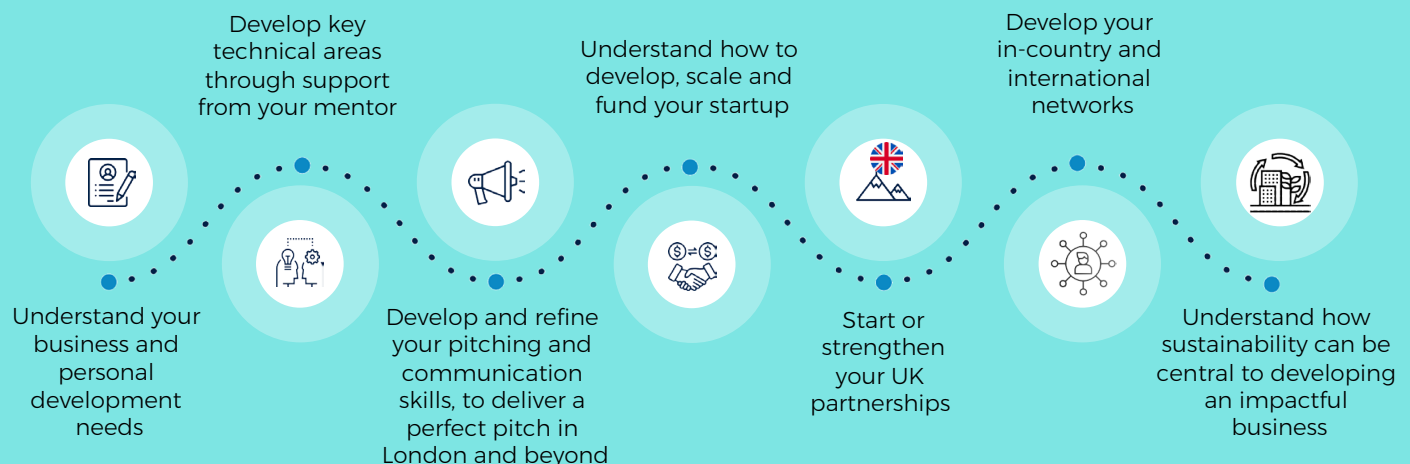 Understand your
business and
personal
development
needs
Develop key
technical areas
through support
from your mentor
Develop and refine
your pitching and
communication
skills, to deliver a
perfect pitch in
London and beyond
Understand how to
develop, scale and
fund your startup
Start or
strengthen
your UK
partnerships
Develop your
in-country and
international
networks
Understand how
sustainability can be
central to developing
an impactful
business